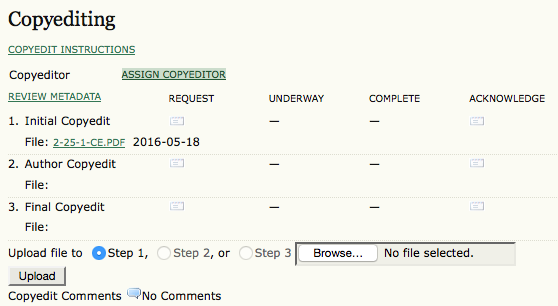 Copyediting
COPYEDIT INSTRUCTIONS
Copyeditor ASSIGN COPYEDITOR
REVIEW METADATA REQUEST UNDERWAY COMPLETE ACKNOWLEDGE
1. Initial Copyedit — —
File: 2-25-1-CE.PDF 2016-05-18
2. Author Copyedit — —
File:
3. Final Copyedit — —
File:
Upload file to Step 1, Step 2, or Step 3 Browse... No file selected.
Upload
Copyedit Comments No Comments